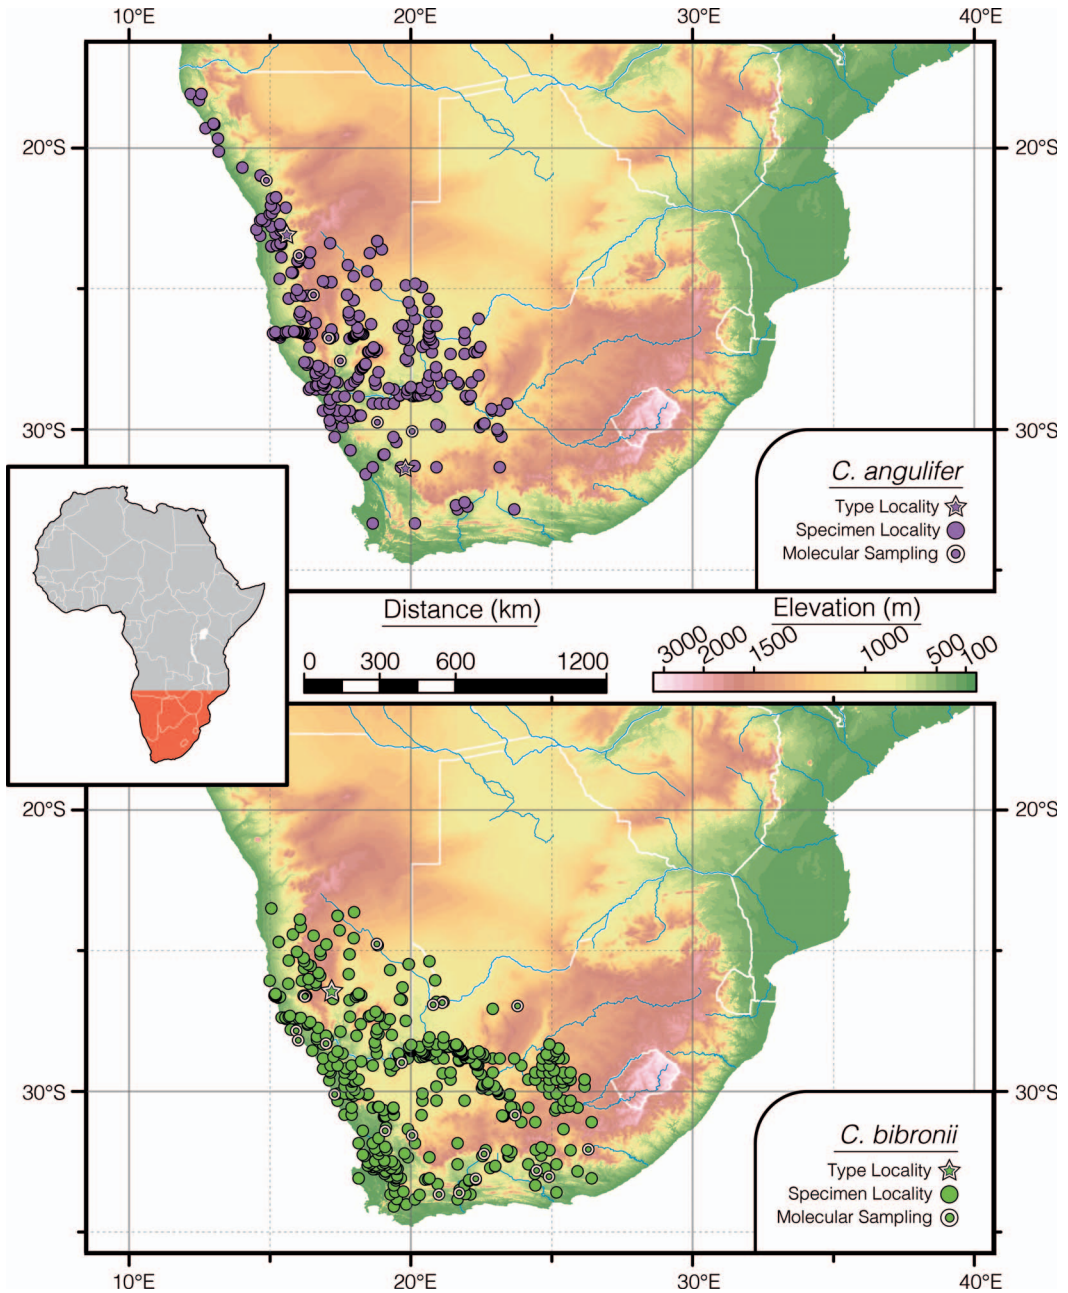 10°E 20°E 30°E 40°E
20°S 20°S
30°S 30°S
C. angulifer
Type Locality
Specimen Locality
Molecular Sampling
Distance (km)
0 300 600 1200
Elevation (m)
3000 2000 1500 1000 500 100
20°S 20°S
30°S 30°S
C. bibronii
Type Locality
Specimen Locality
Molecular Sampling
10°E 20°E 30°E 40°E